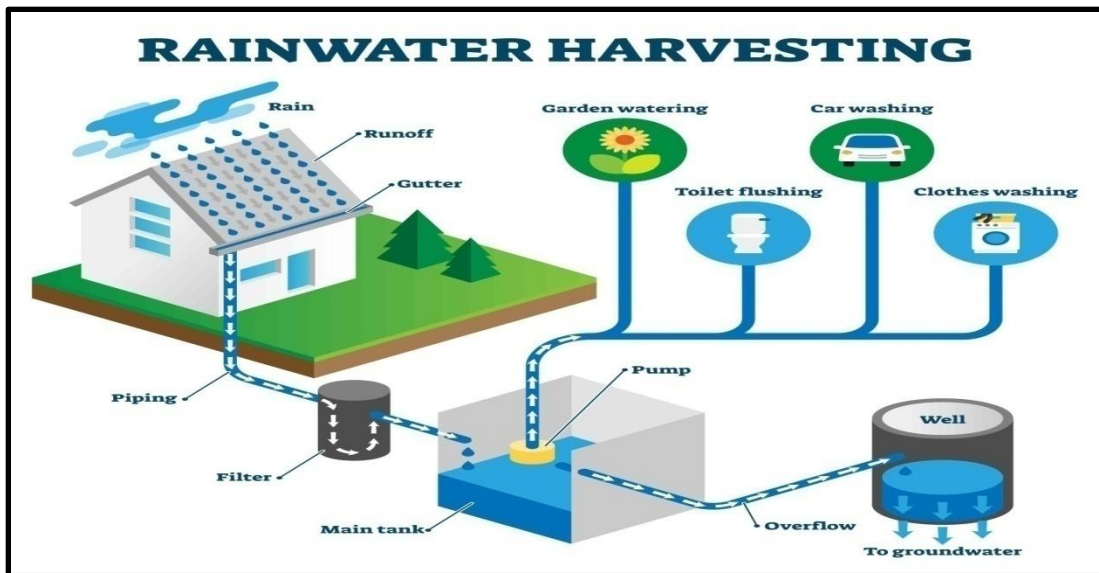 RAINWATER HARVESTING
Rain
Runoff
Gutter
Garden watering
Car washing
Toilet flushing
Clothes washing
Piping
Filter
Pump
Main tank
Well
Overflow
To groundwater